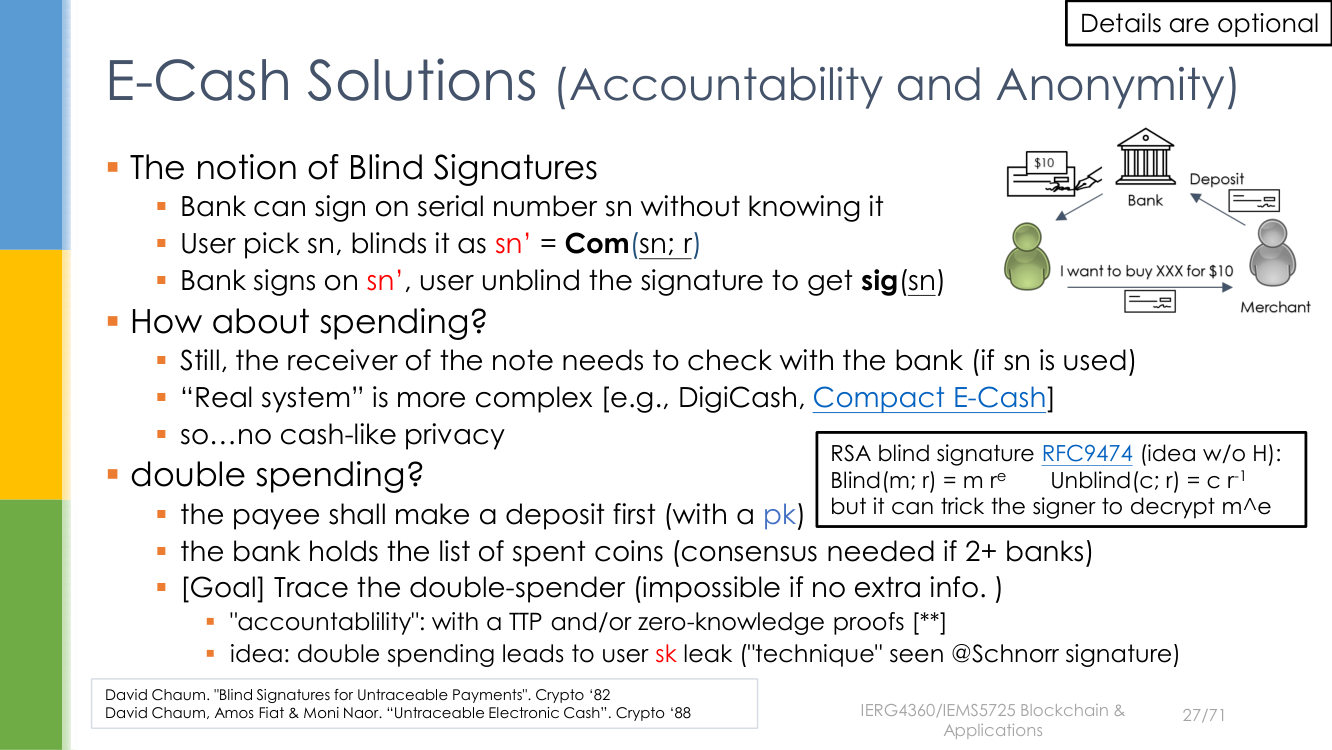 Details are optional
E-Cash Solutions (Accountability and Anonymity)
▪ The notion of Blind Signatures
▪ Bank can sign on serial number sn without knowing it
▪ User pick sn, blinds it as sn’ = Com(sn; r)
▪ Bank signs on sn’, user unblind the signature to get sig(sn)
$10
Bank
Deposit
I want to buy XXX for $10
Merchant
▪ How about spending?
▪ Still, the receiver of the note needs to check with the bank (if sn is used)
▪ “Real system” is more complex [e.g., DigiCash, Compact E-Cash]
▪ so…no cash-like privacy
RSA blind signature RFC9474 (idea w/o H):
Blind(m; r) = m rᵉ Unblind(c; r) = c r⁻¹
but it can trick the signer to decrypt m^e
▪ double spending?
▪ the payee shall make a deposit first (with a pk)
▪ the bank holds the list of spent coins (consensus needed if 2+ banks)
▪ [Goal] Trace the double-spender (impossible if no extra info. )
▪ "accountablility": with a TTP and/or zero-knowledge proofs [**]
▪ idea: double spending leads to user sk leak ("technique" seen @Schnorr signature)
David Chaum. "Blind Signatures for Untraceable Payments". Crypto ‘82
David Chaum, Amos Fiat & Moni Naor. “Untraceable Electronic Cash”. Crypto ‘88
IERG4360/IEMS5725 Blockchain &
Applications
27/71